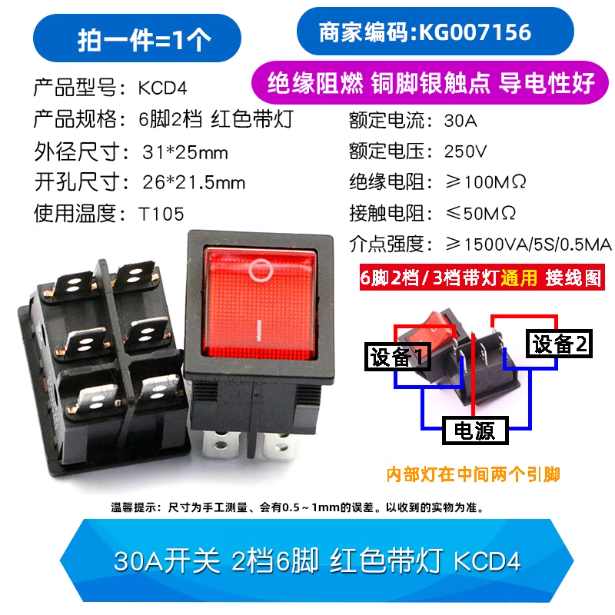 拍一件=1个
商家编码:KG007156
绝缘阻燃 铜脚银触点 导电性好
产品型号: KCD4
产品规格: 6脚2档 红色带灯
外径尺寸: 31*25mm
开孔尺寸: 26*21.5mm
使用温度: T105
额定电流: 30A
额定电压: 250V
绝缘电阻: ≥100MΩ
接触电阻: ≤50MΩ
介点强度: ≥1500VA/5S/0.5MA
6脚2档/3档带灯通用 接线图
设备1
设备2
电源
内部灯在中间两个引脚
温馨提示: 尺寸为手工测量、会有0.5~1mm的误差。以收到的实物为准。
30A开关 2档6脚 红色带灯 KCD4